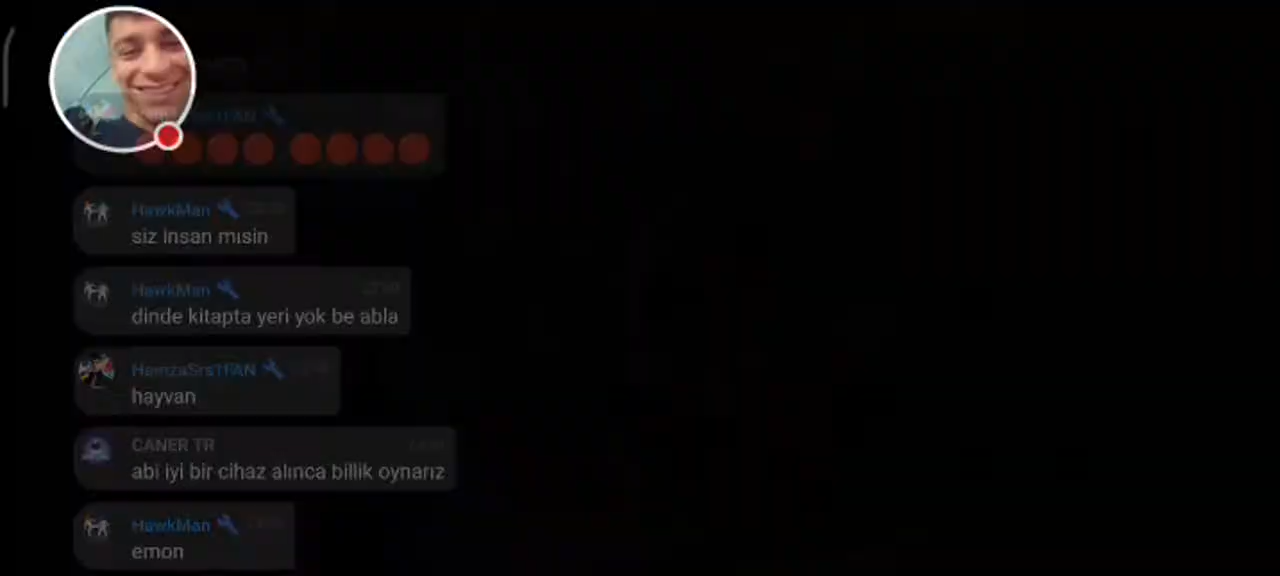 HawkMan
siz insan mısın
HawkMan
dinde kitapta yeri yok be abla
HamzaSrs1FAN
hayvan
CANER TR
abi iyi bir cihaz alınca billik oynarız
HawkMan
emon